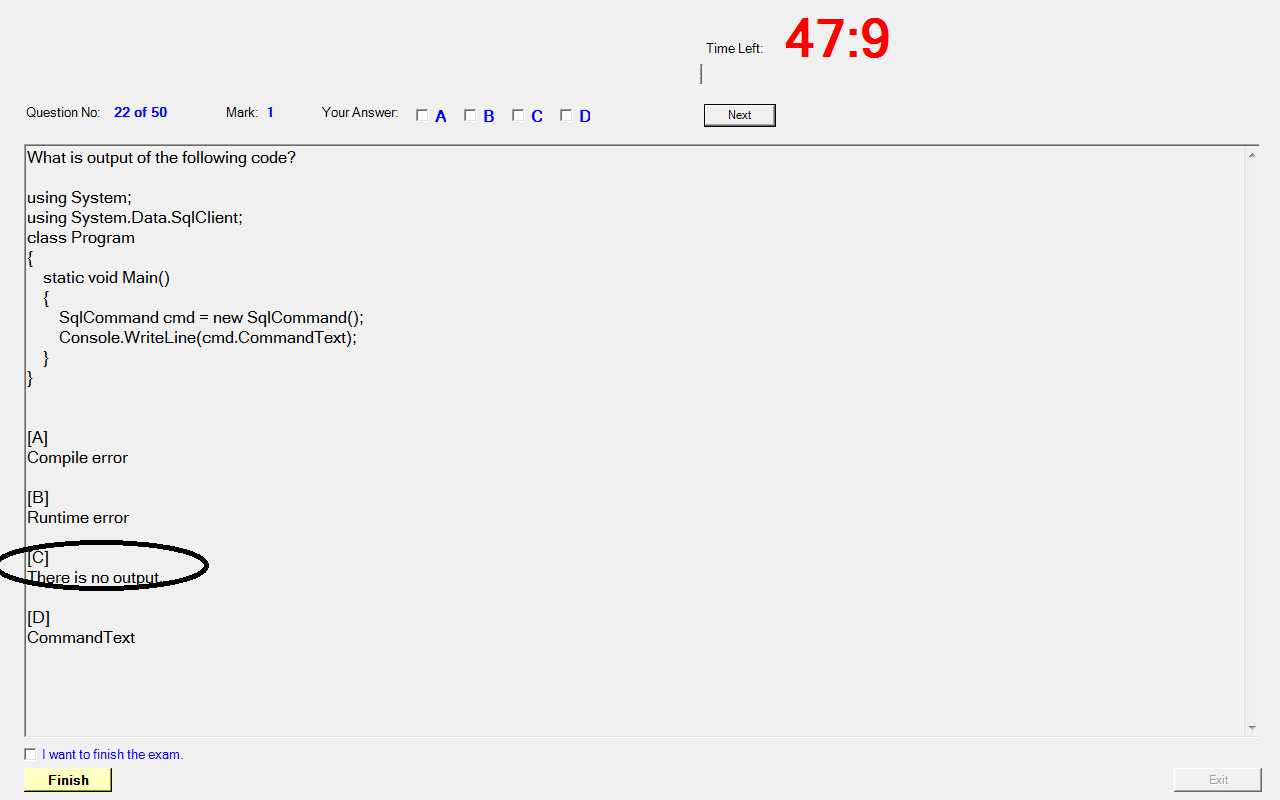 Time Left: 47:9
Question No: 22 of 50 Mark: 1 Your Answer: A B C D Next
What is output of the following code?
using System;
using System.Data.SqlClient;
class Program
{
static void Main()
{
SqlCommand cmd = new SqlCommand();
Console.WriteLine(cmd.CommandText);
}
}
[A]
Compile error
[B]
Runtime error
[C]
There is no output
[D]
CommandText
I want to finish the exam.
Finish Exit